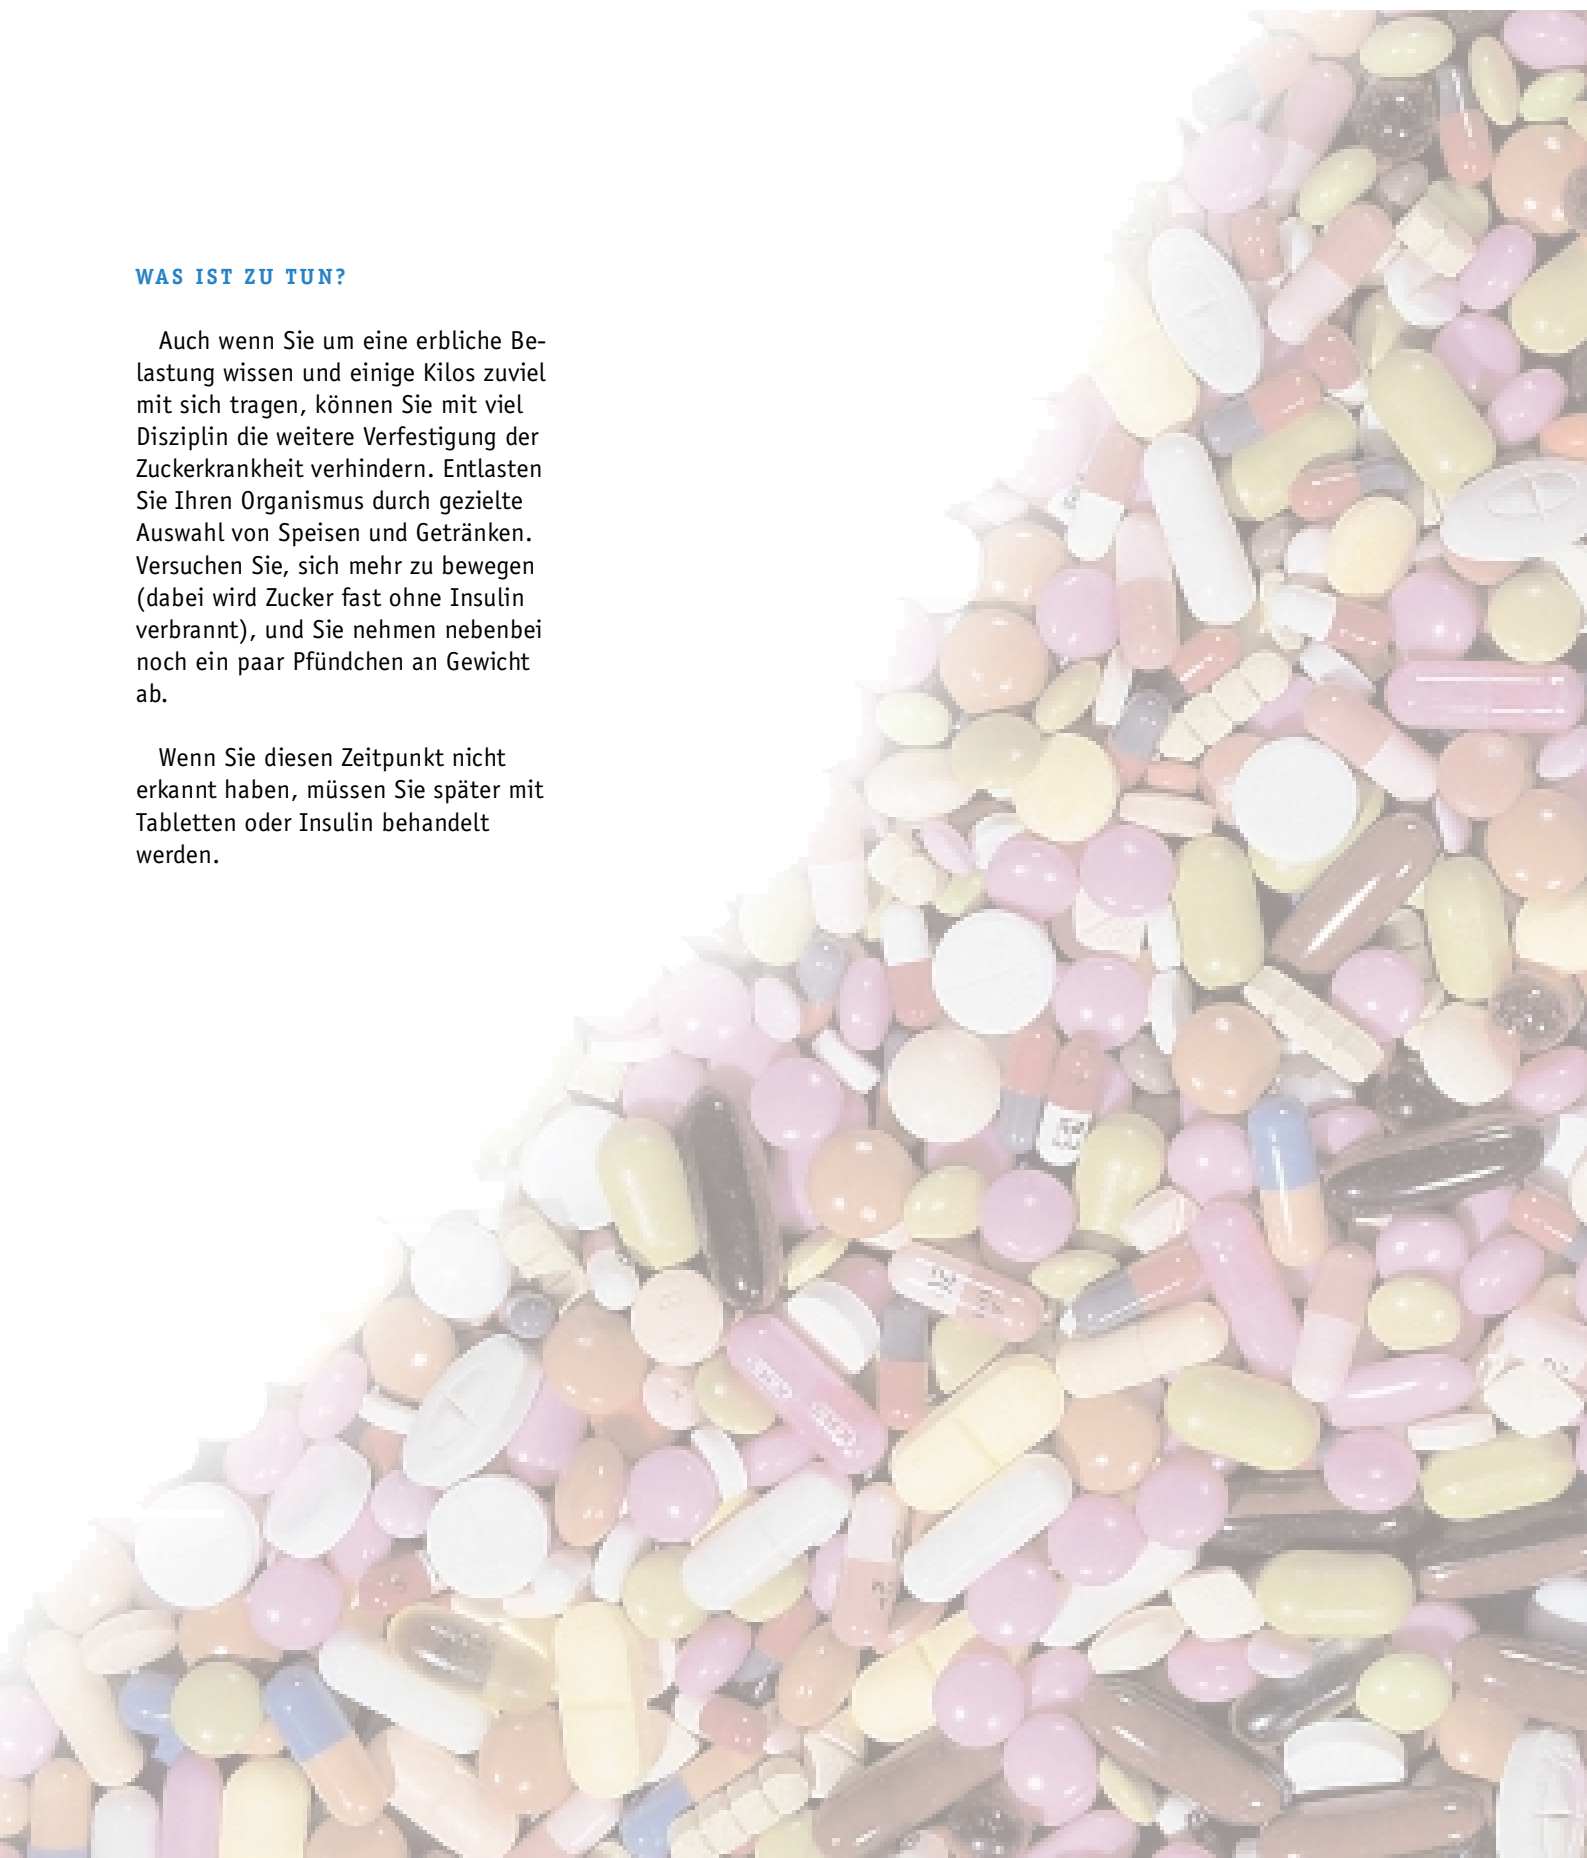 WAS IST ZU TUN?
Auch wenn Sie um eine erbliche Be-
lastung wissen und einige Kilos zuviel
mit sich tragen, können Sie mit viel
Disziplin die weitere Verfestigung der
Zuckerkrankheit verhindern. Entlasten
Sie Ihren Organismus durch gezielte
Auswahl von Speisen und Getränken.
Versuchen Sie, sich mehr zu bewegen
(dabei wird Zucker fast ohne Insulin
verbrannt), und Sie nehmen nebenbei
noch ein paar Pfündchen an Gewicht
ab.
Wenn Sie diesen Zeitpunkt nicht
erkannt haben, müssen Sie später mit
Tabletten oder Insulin behandelt
werden.